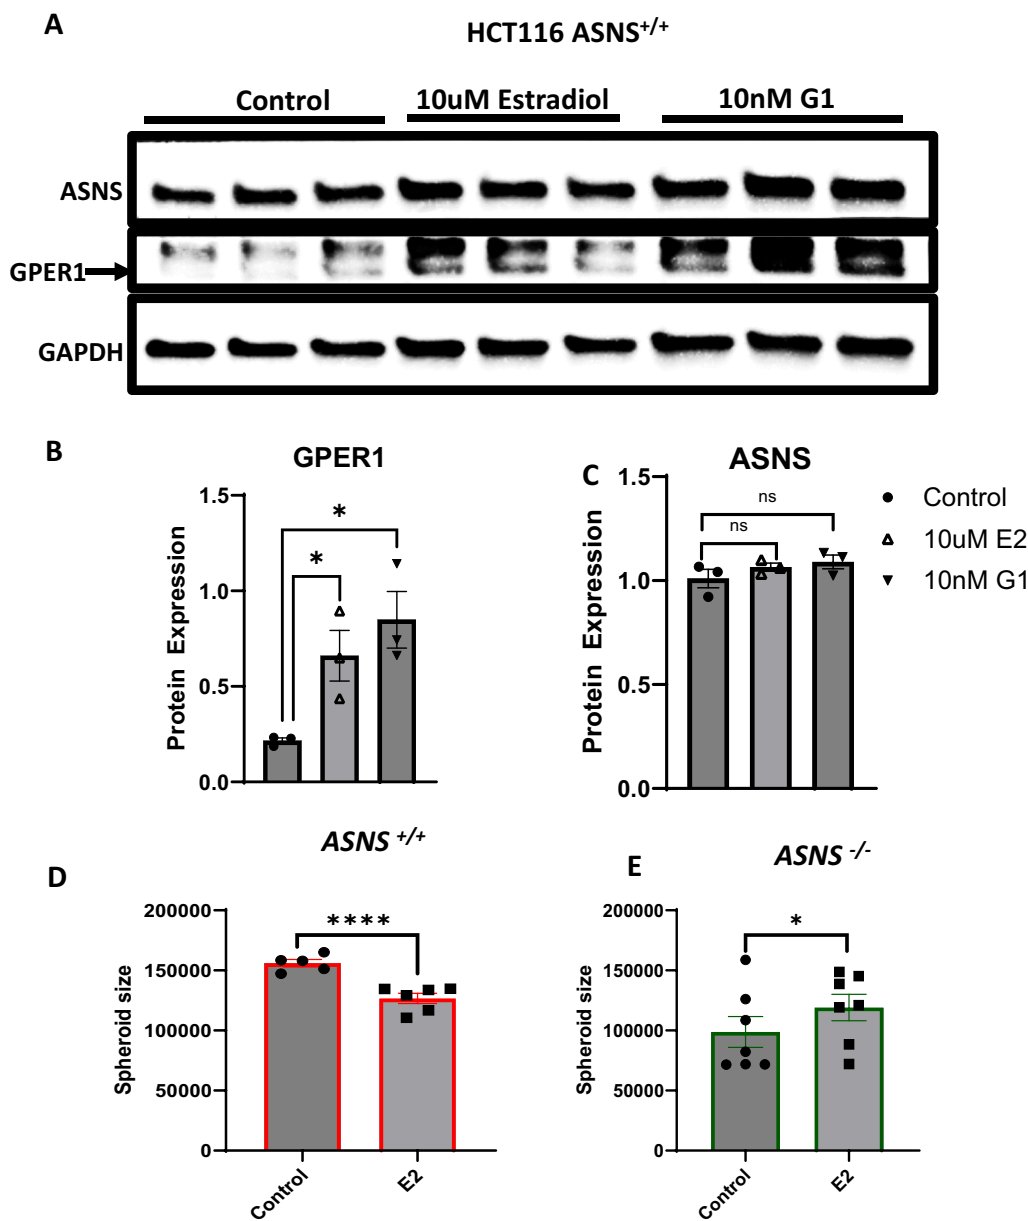 A
HCT116 ASNS+/+
Control 10uM Estradiol 10nM G1
ASNS
GPER1
GAPDH
B
GPER1
Protein Expression
1.5
1.0
0.5
0.0
*
*
C
ASNS
Protein Expression
1.5
1.0
0.5
0.0
ns
ns
Control
10uM E2
10nM G1
D
ASNS +/+
Spheroid size
200000
150000
100000
50000
0
****
Control E2
E
ASNS -/-
Spheroid size
200000
150000
100000
50000
0
*
Control E2